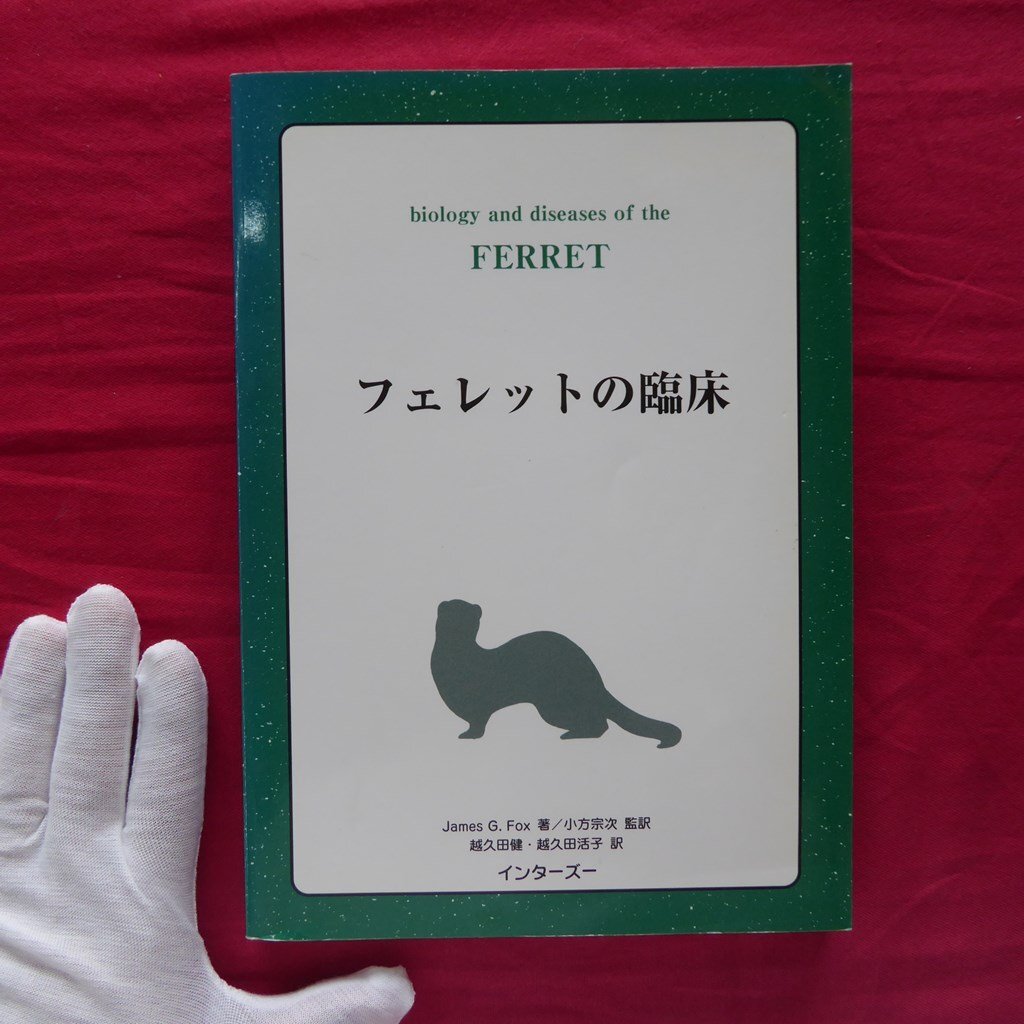 biology and diseases of the
FERRET
フェレットの臨床
James G. Fox 著／小方宗次 監訳
越久田健・越久田活子 訳
インターズー